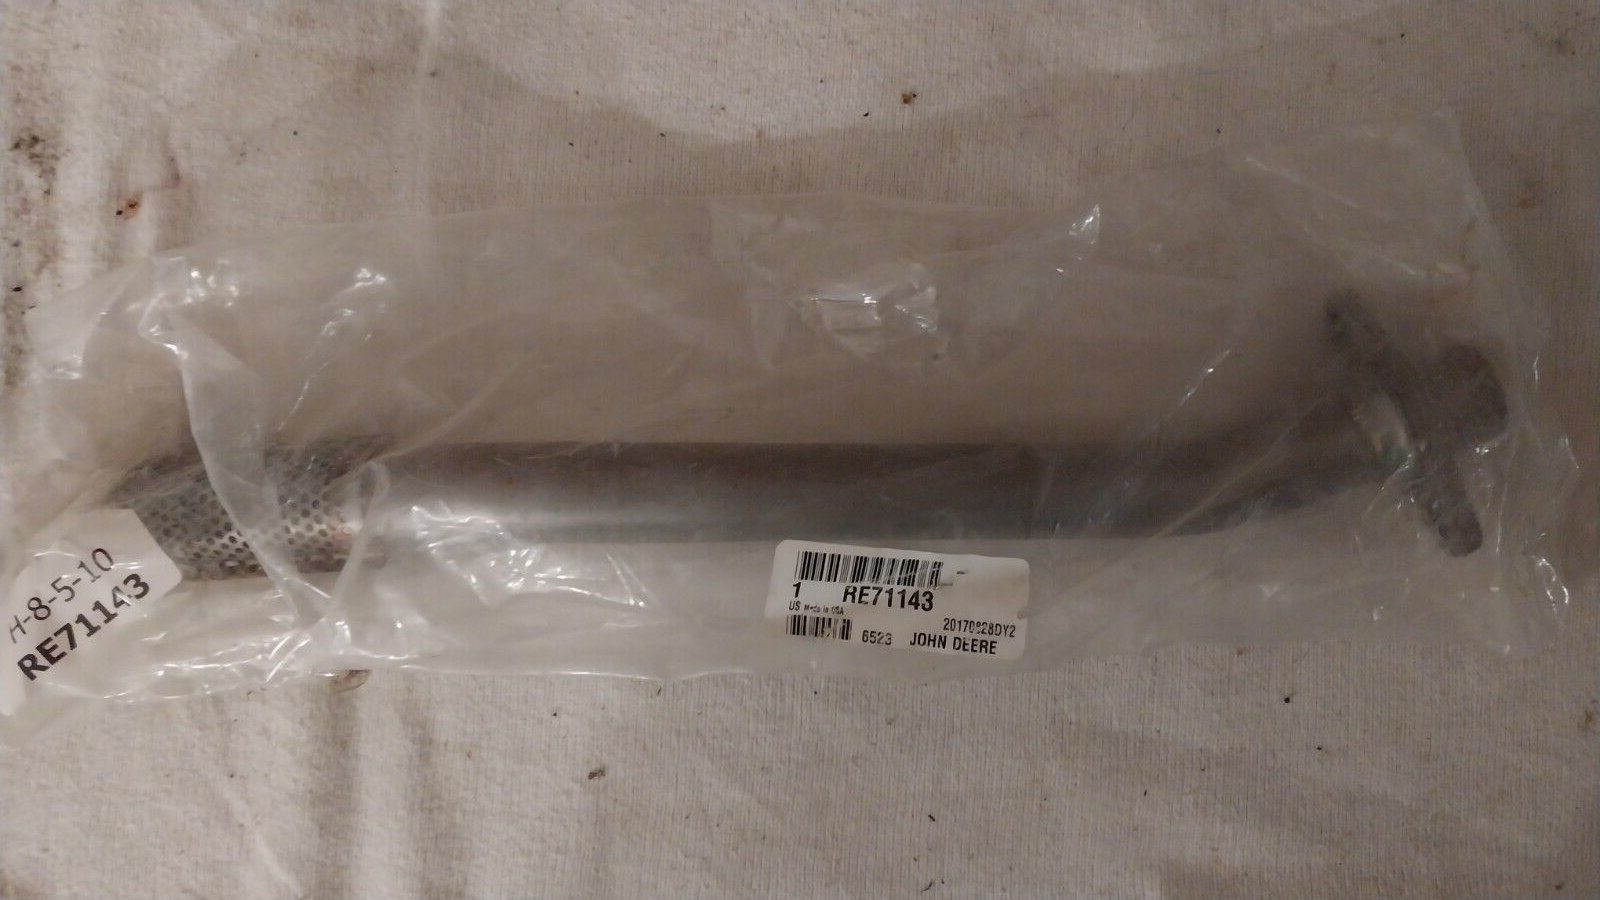 H-8-5-10
RE71143
1 RE71143
US Made in USA
20170828DY2
6523 JOHN DEERE